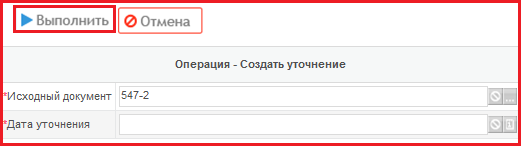 Выполнить Отмена
Операция - Создать уточнение
*Исходный документ 547-2 ...
*Дата уточнения